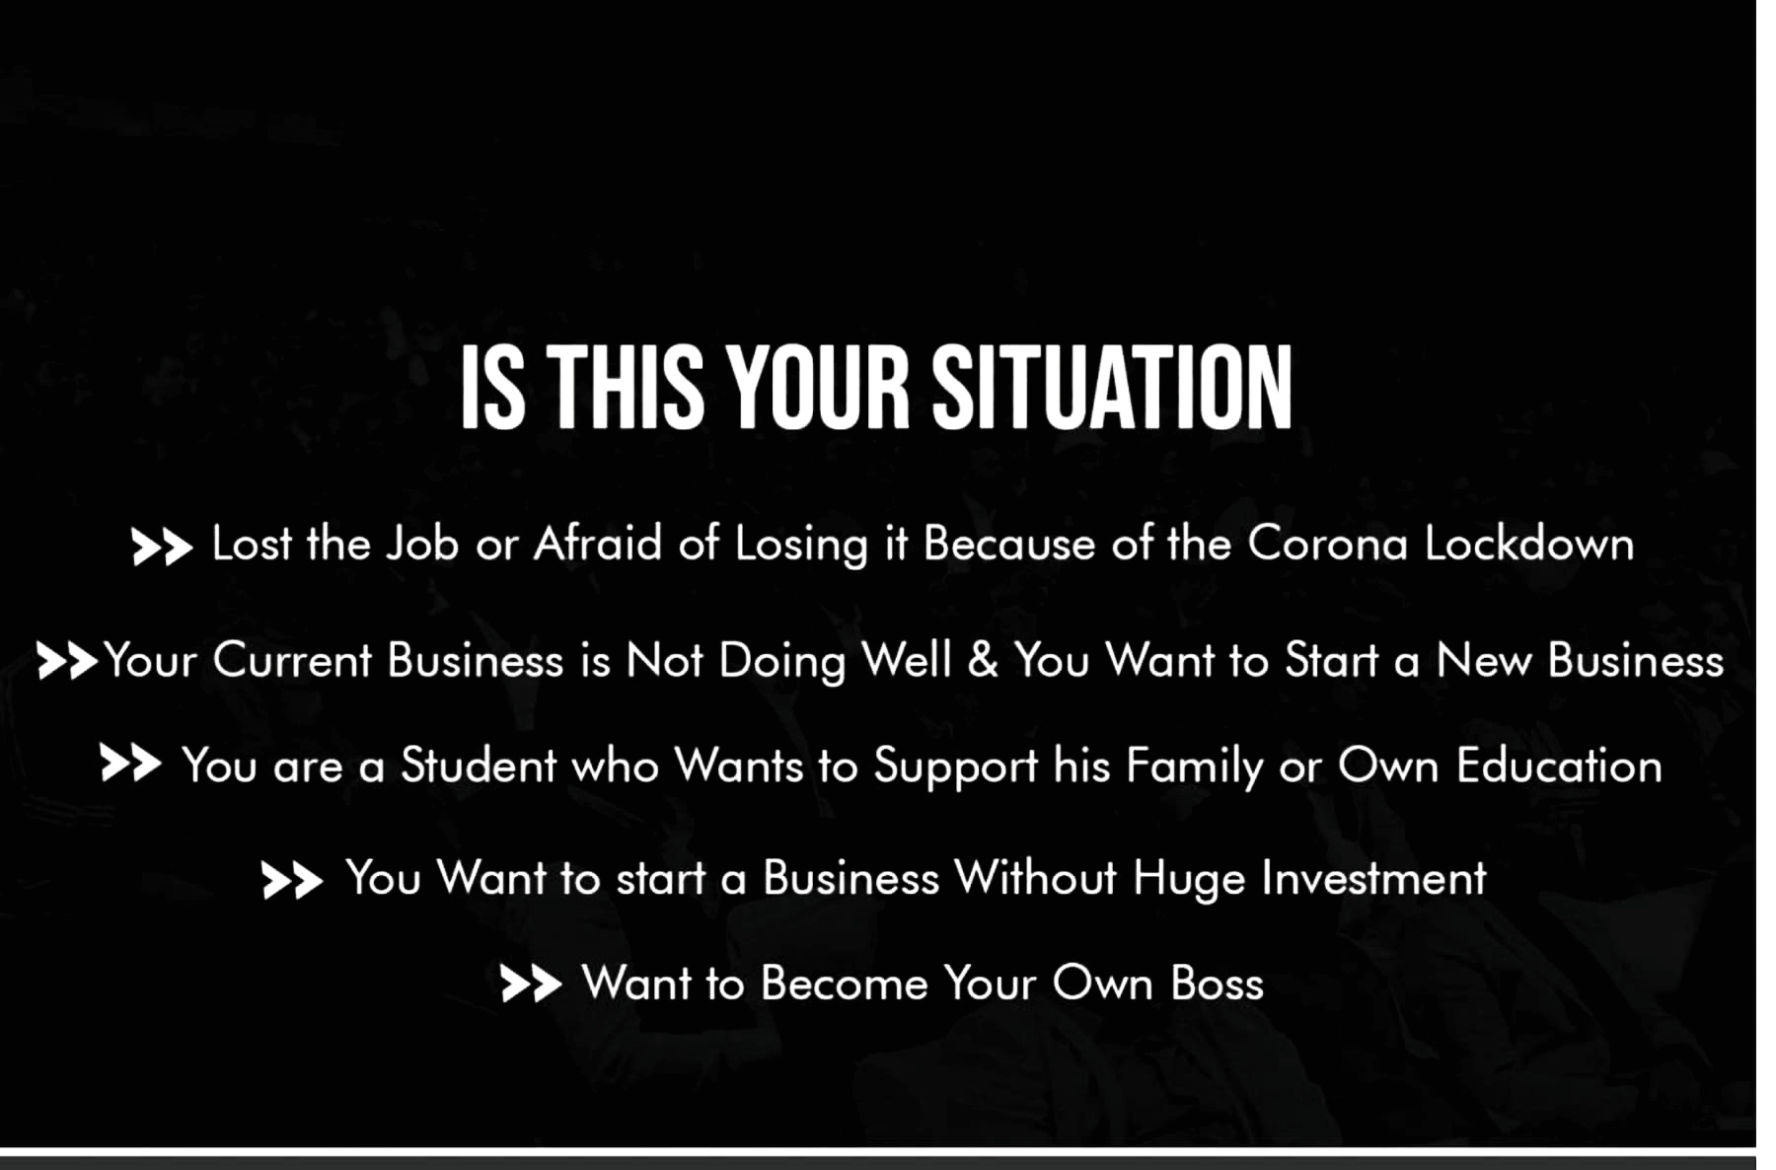 IS THIS YOUR SITUATION
>> Lost the Job or Afraid of Losing it Because of the Corona Lockdown
>> Your Current Business is Not Doing Well & You Want to Start a New Business
>> You are a Student who Wants to Support his Family or Own Education
>> You Want to start a Business Without Huge Investment
>> Want to Become Your Own Boss